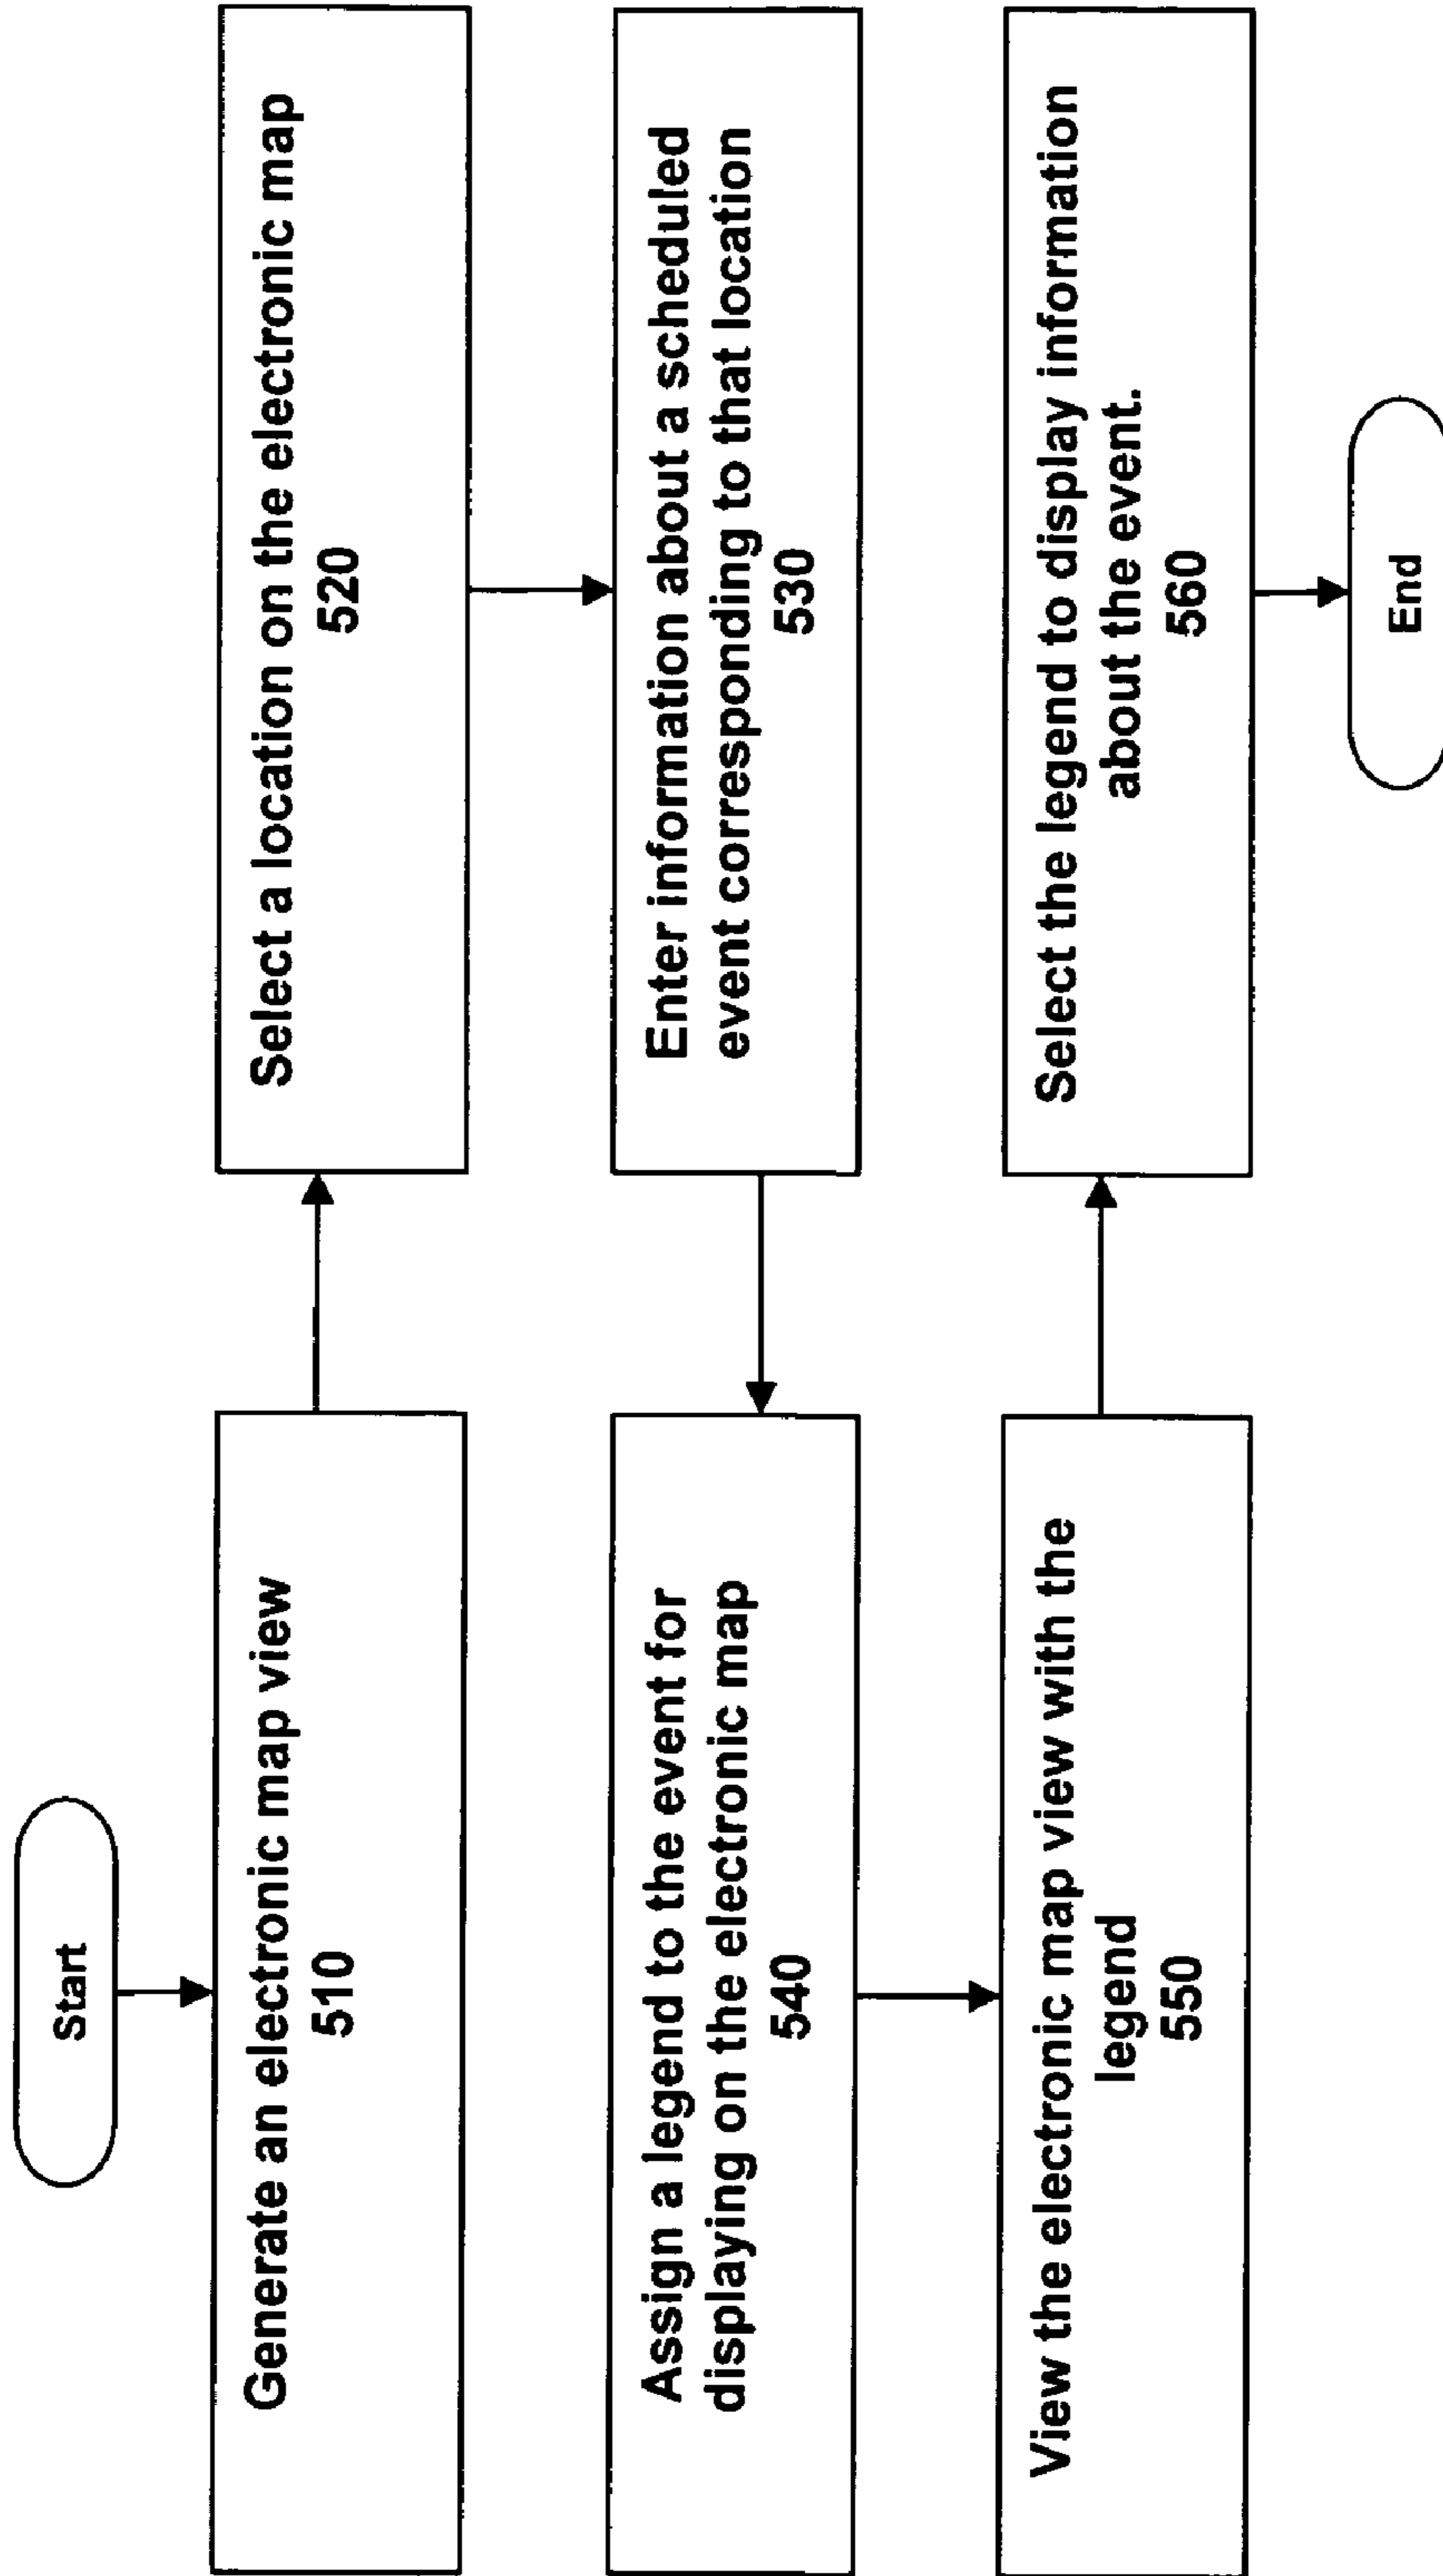 Start
Generate an electronic map view
510
Select a location on the electronic map
520
Enter information about a scheduled
event corresponding to that location
530
Assign a legend to the event for
displaying on the electronic map
540
View the electronic map view with the
legend
550
Select the legend to display information
about the event.
560
End